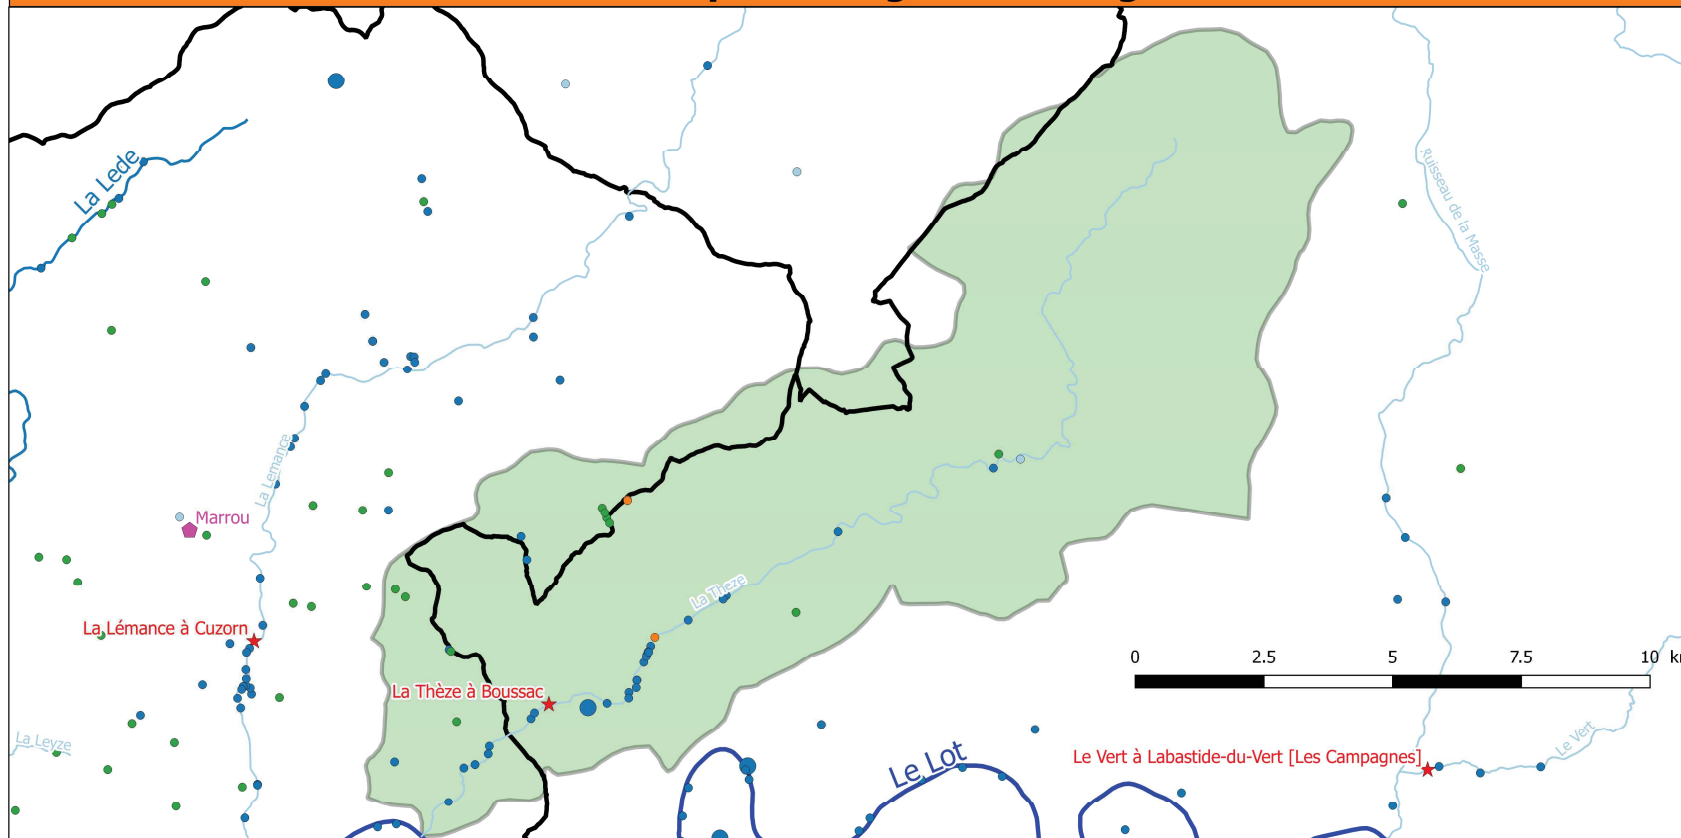 La Lede
Ruisseau de la Masse
La Lémance
Marrou
La Lémance à Cuzorn
La Thèze
La Thèze à Boussac
0 2.5 5 7.5 10 km
La Leyze
Le Lot
Le Vert à Labastide-du-Vert [Les Campagnes]
Le Vert